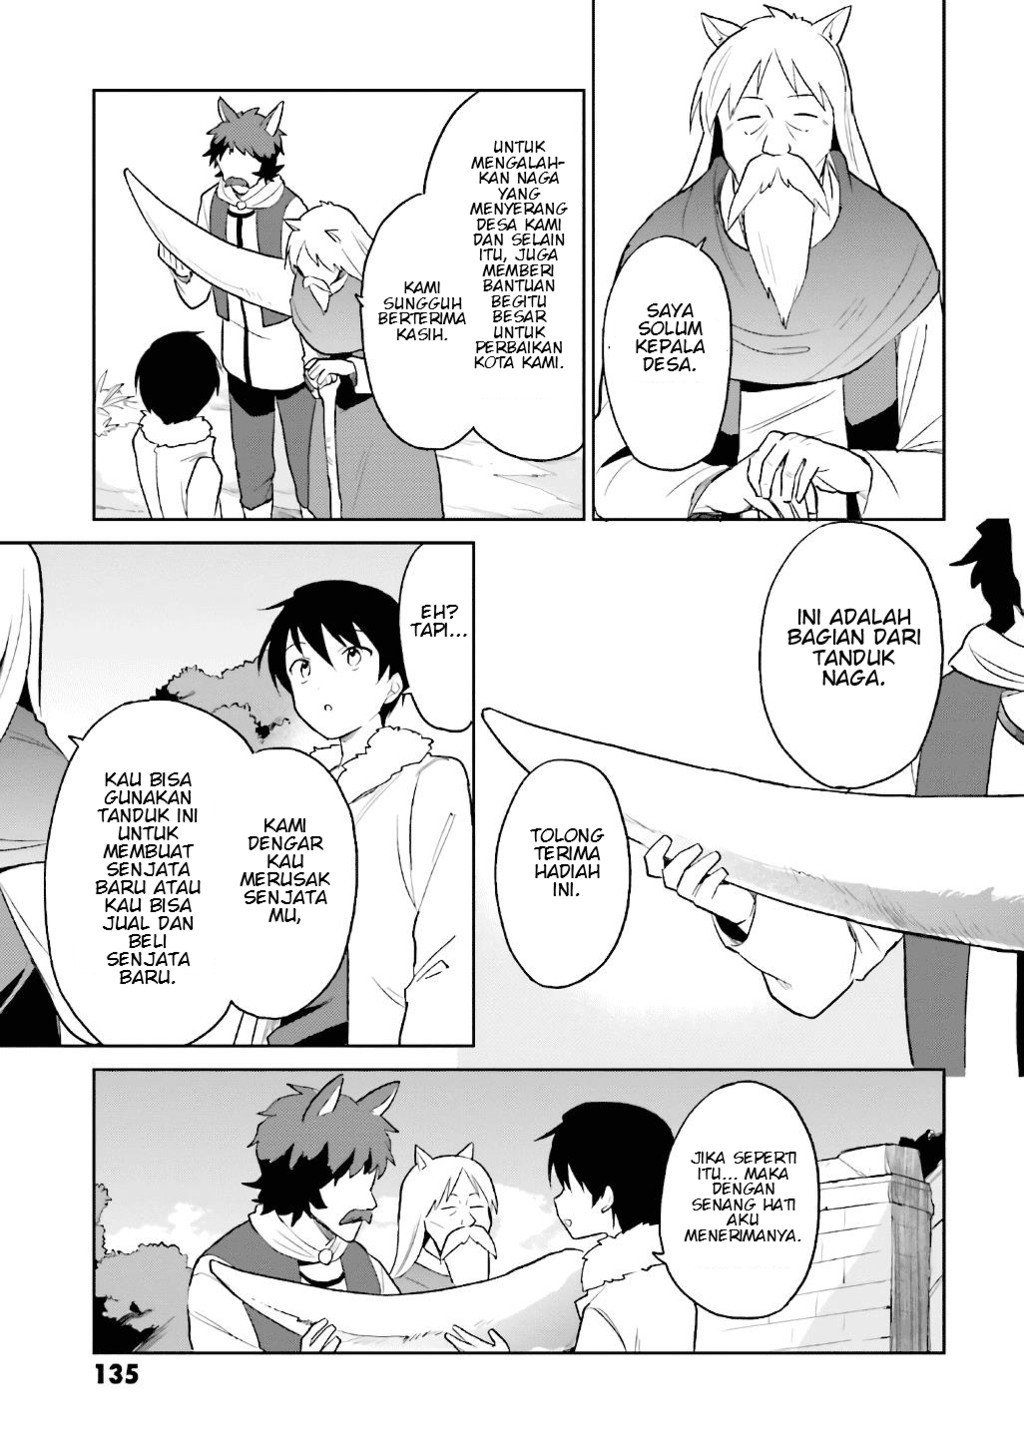 SAYA
SOLUM
KEPALA
DESA.
UNTUK
MENGALAH-
KAN NAGA
YANG
MENYERANG
DESA KAMI
DAN SELAIN
ITU, JUGA
MEMBERI
BANTUAN
BEGITU
BESAR
UNTUK
PERBAIKAN
KOTA KAMI.
KAMI
SUNGGUH
BERTERIMA
KASIH.
INI ADALAH
BAGIAN DARI
TANDUK
NAGA.
TOLONG
TERIMA
HADIAH
INI.
EH?
TAPI...
KAMI
DENGAR
KAU
MERUSAK
SENJATA
MU,
KAU BISA
GUNAKAN
TANDUK INI
UNTUK
MEMBUAT
SENJATA
BARU ATAU
KAU BISA
JUAL DAN
BELI
SENJATA
BARU.
JIKA SEPERTI
ITU... MAKA
DENGAN
SENANG HATI
AKU
MENERIMANYA.
135